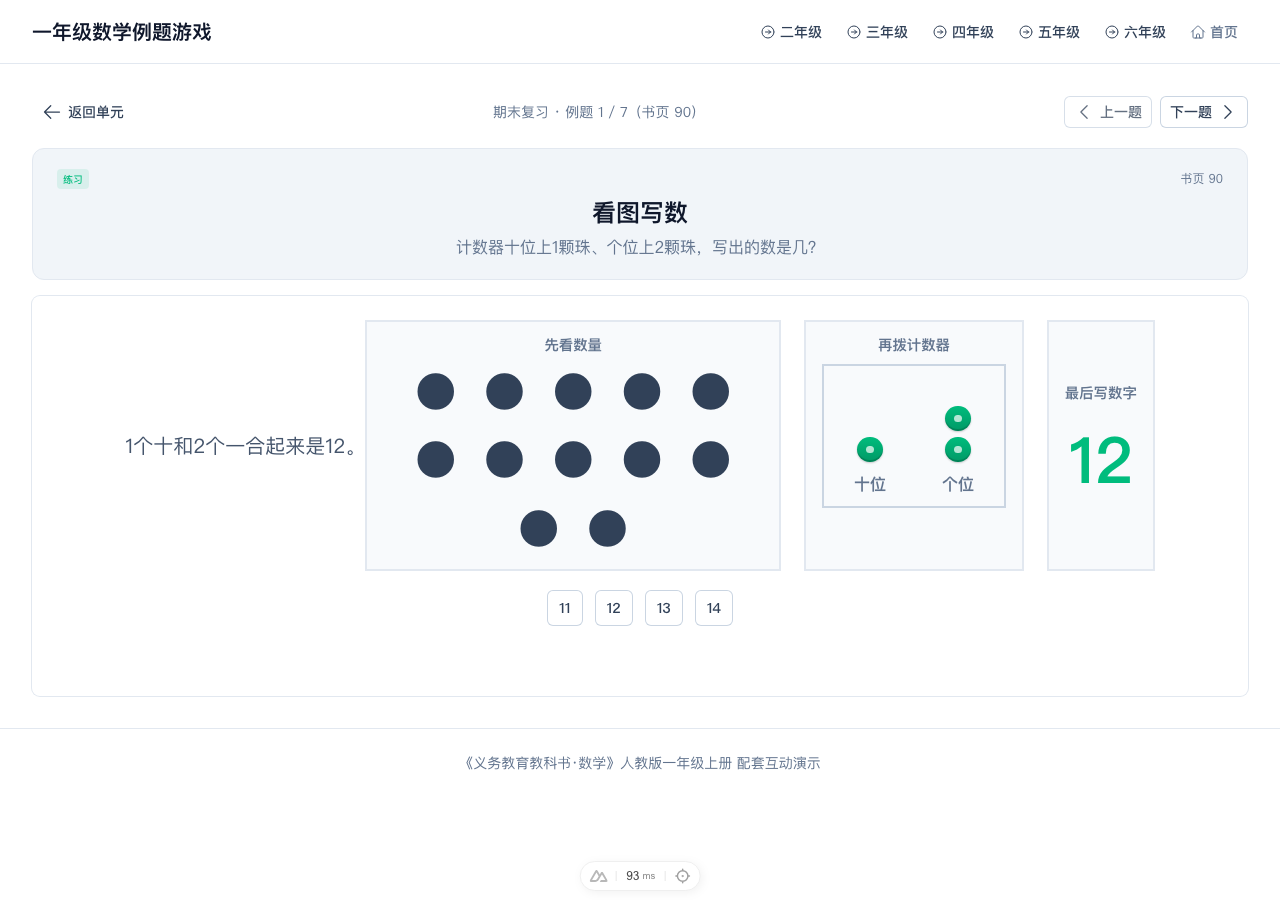 一年级数学例题游戏
二年级 三年级 四年级 五年级 六年级 首页
返回单元
期末复习 · 例题 1 / 7（书页 90）
上一题 下一题
练习
书页 90
看图写数
计数器十位上1颗珠、个位上2颗珠，写出的数是几？
1个十和2个一合起来是12。
先看数量
再拨计数器
十位 个位
最后写数字
12
11 12 13 14
《义务教育教科书·数学》人教版一年级上册 配套互动演示
93 ms